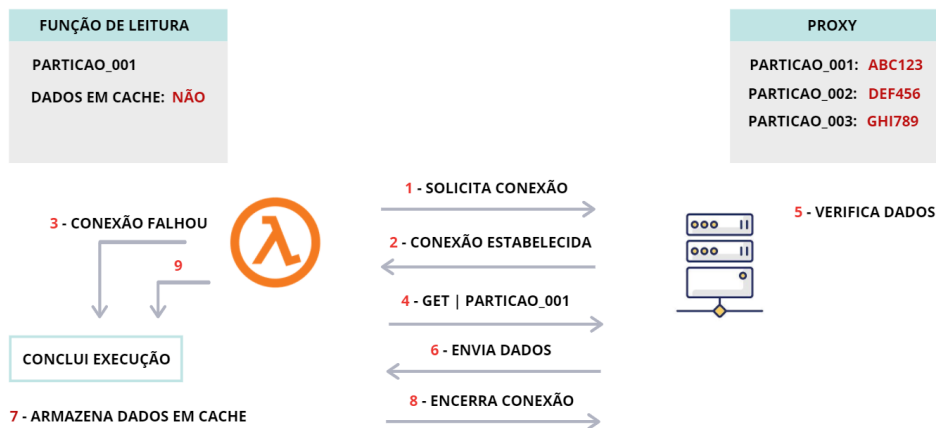 FUNÇÃO DE LEITURA
PARTICAO_001
DADOS EM CACHE: NÃO
PROXY
PARTICAO_001: ABC123
PARTICAO_002: DEF456
PARTICAO_003: GHI789
1 - SOLICITA CONEXÃO
2 - CONEXÃO ESTABELECIDA
3 - CONEXÃO FALHOU
4 - GET | PARTICAO_001
5 - VERIFICA DADOS
6 - ENVIA DADOS
7 - ARMAZENA DADOS EM CACHE
8 - ENCERRA CONEXÃO
9
CONCLUI EXECUÇÃO
λ